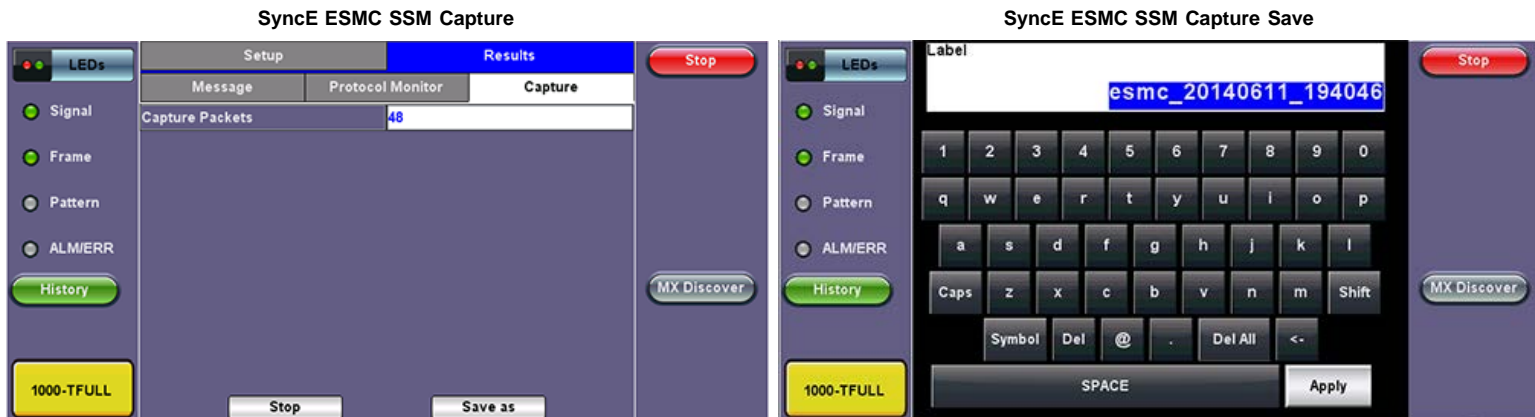 SyncE ESMC SSM Capture
LEDs
Setup
Results
Stop
Message
Protocol Monitor
Capture
Capture Packets
48
Signal
Frame
Pattern
ALM/ERR
History
MX Discover
1000-TFULL
Stop
Save as
SyncE ESMC SSM Capture Save
LEDs
Label
esmc_20140611_194046
Stop
Signal
Frame
Pattern
ALM/ERR
History
1 2 3 4 5 6 7 8 9 0
q w e r t y u i o p
a s d f g h j k l
Caps z x c b v n m Shift
Symbol Del @ . Del All <-
SPACE Apply
MX Discover
1000-TFULL